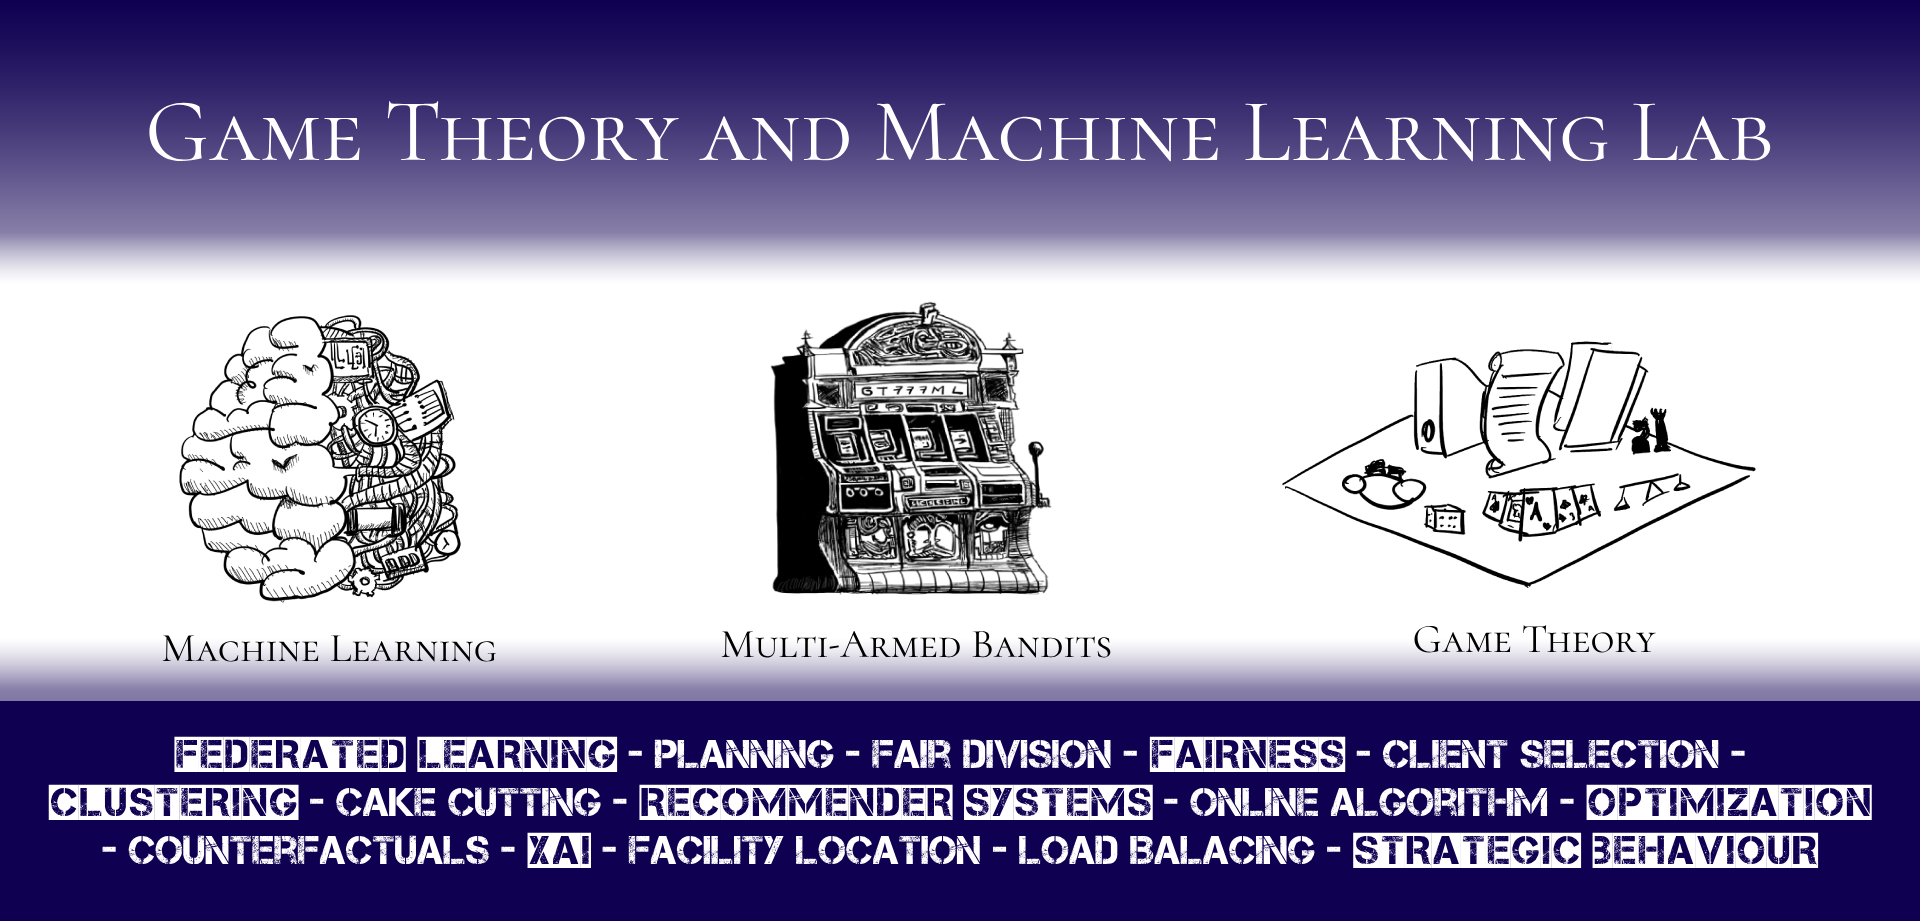 Game Theory and Machine Learning Lab
GT777ML
Machine Learning
Multi-Armed Bandits
Game Theory
FEDERATED LEARNING - PLANNING - FAIR DIVISION - FAIRNESS - CLIENT SELECTION -
CLUSTERING - CAKE CUTTING - RECOMMENDER SYSTEMS - ONLINE ALGORITHM - OPTIMIZATION
- COUNTERFACTUALS - XAI - FACILITY LOCATION - LOAD BALACING - STRATEGIC BEHAVIOUR